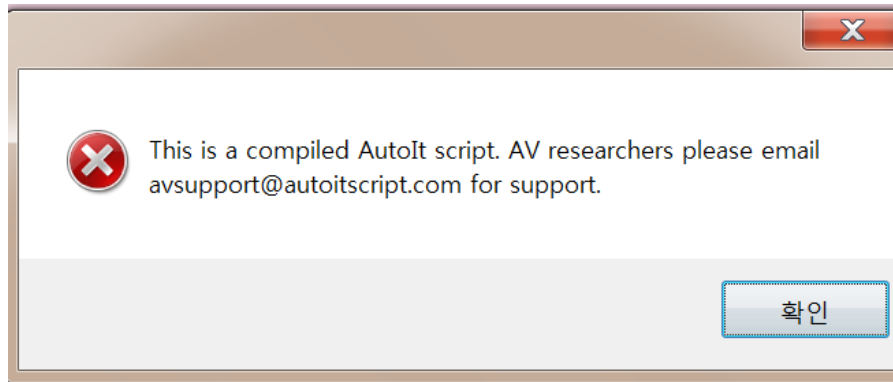 This is a compiled AutoIt script. AV researchers please email
avsupport@autoitscript.com for support.
확인